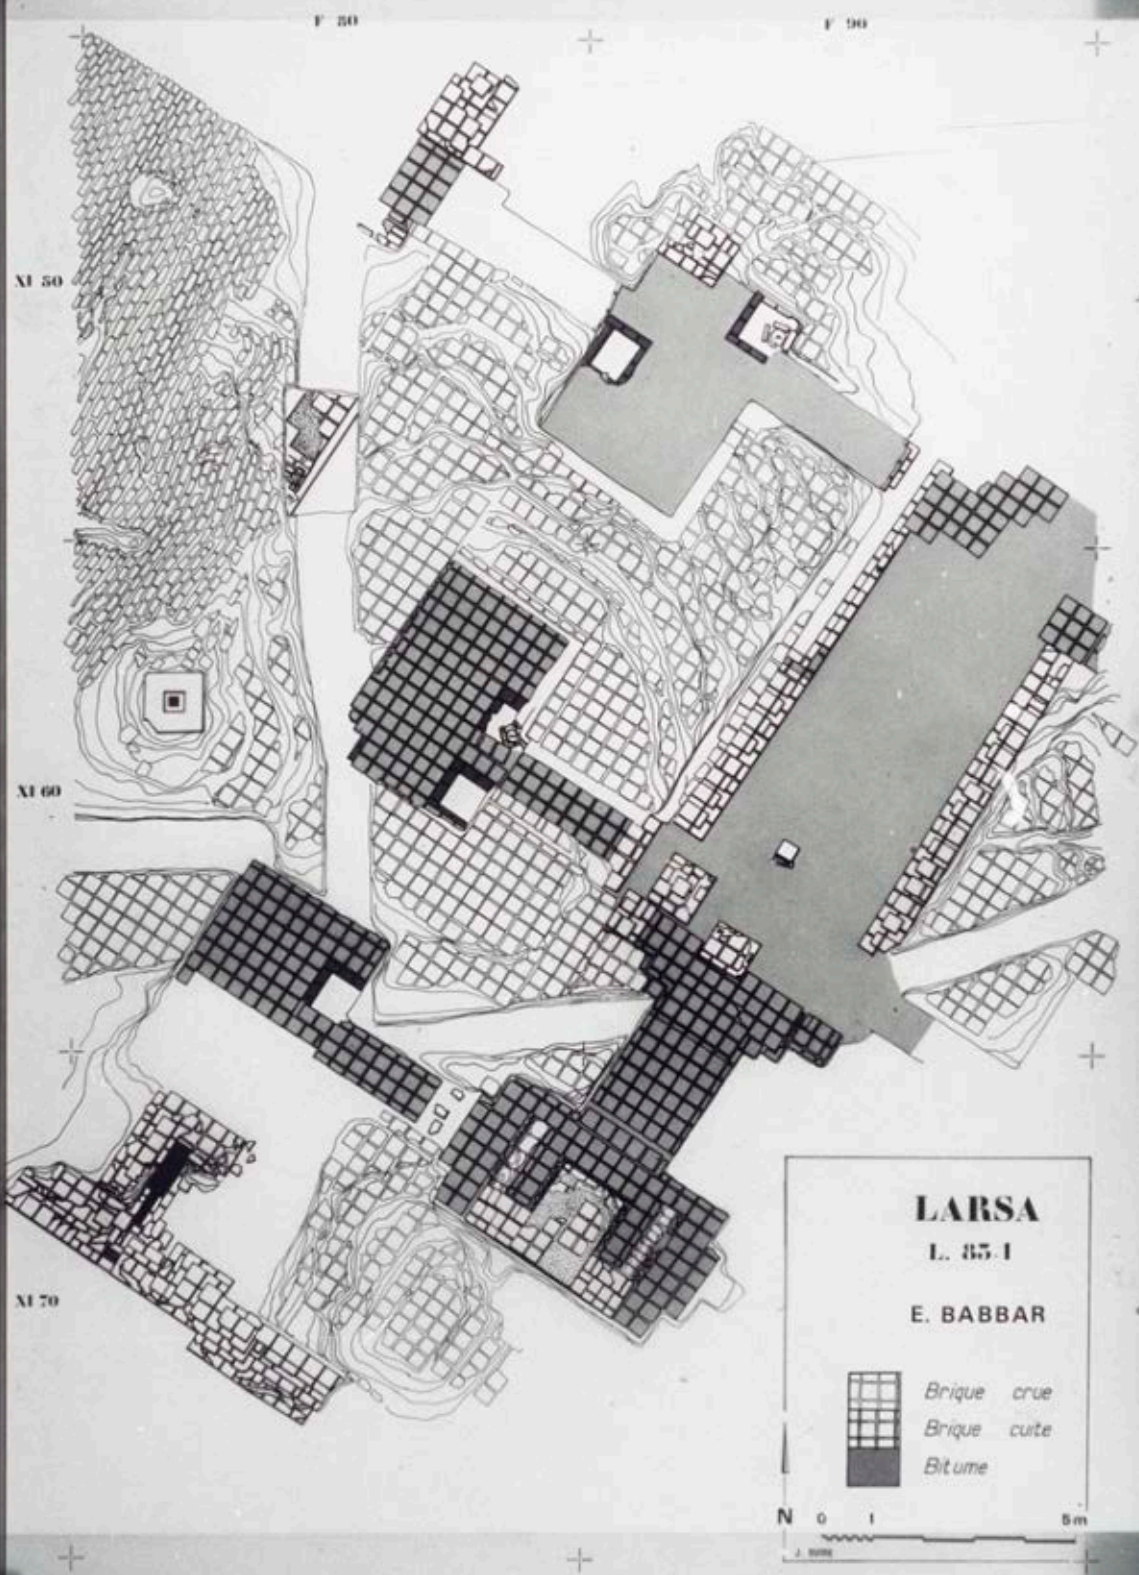 F 80
F 90
XI 50
XI 60
XI 70
LARSA
L. 85-1
E. BABBAR
Brique crue
Brique cuite
Bitume
N 0 1 5m